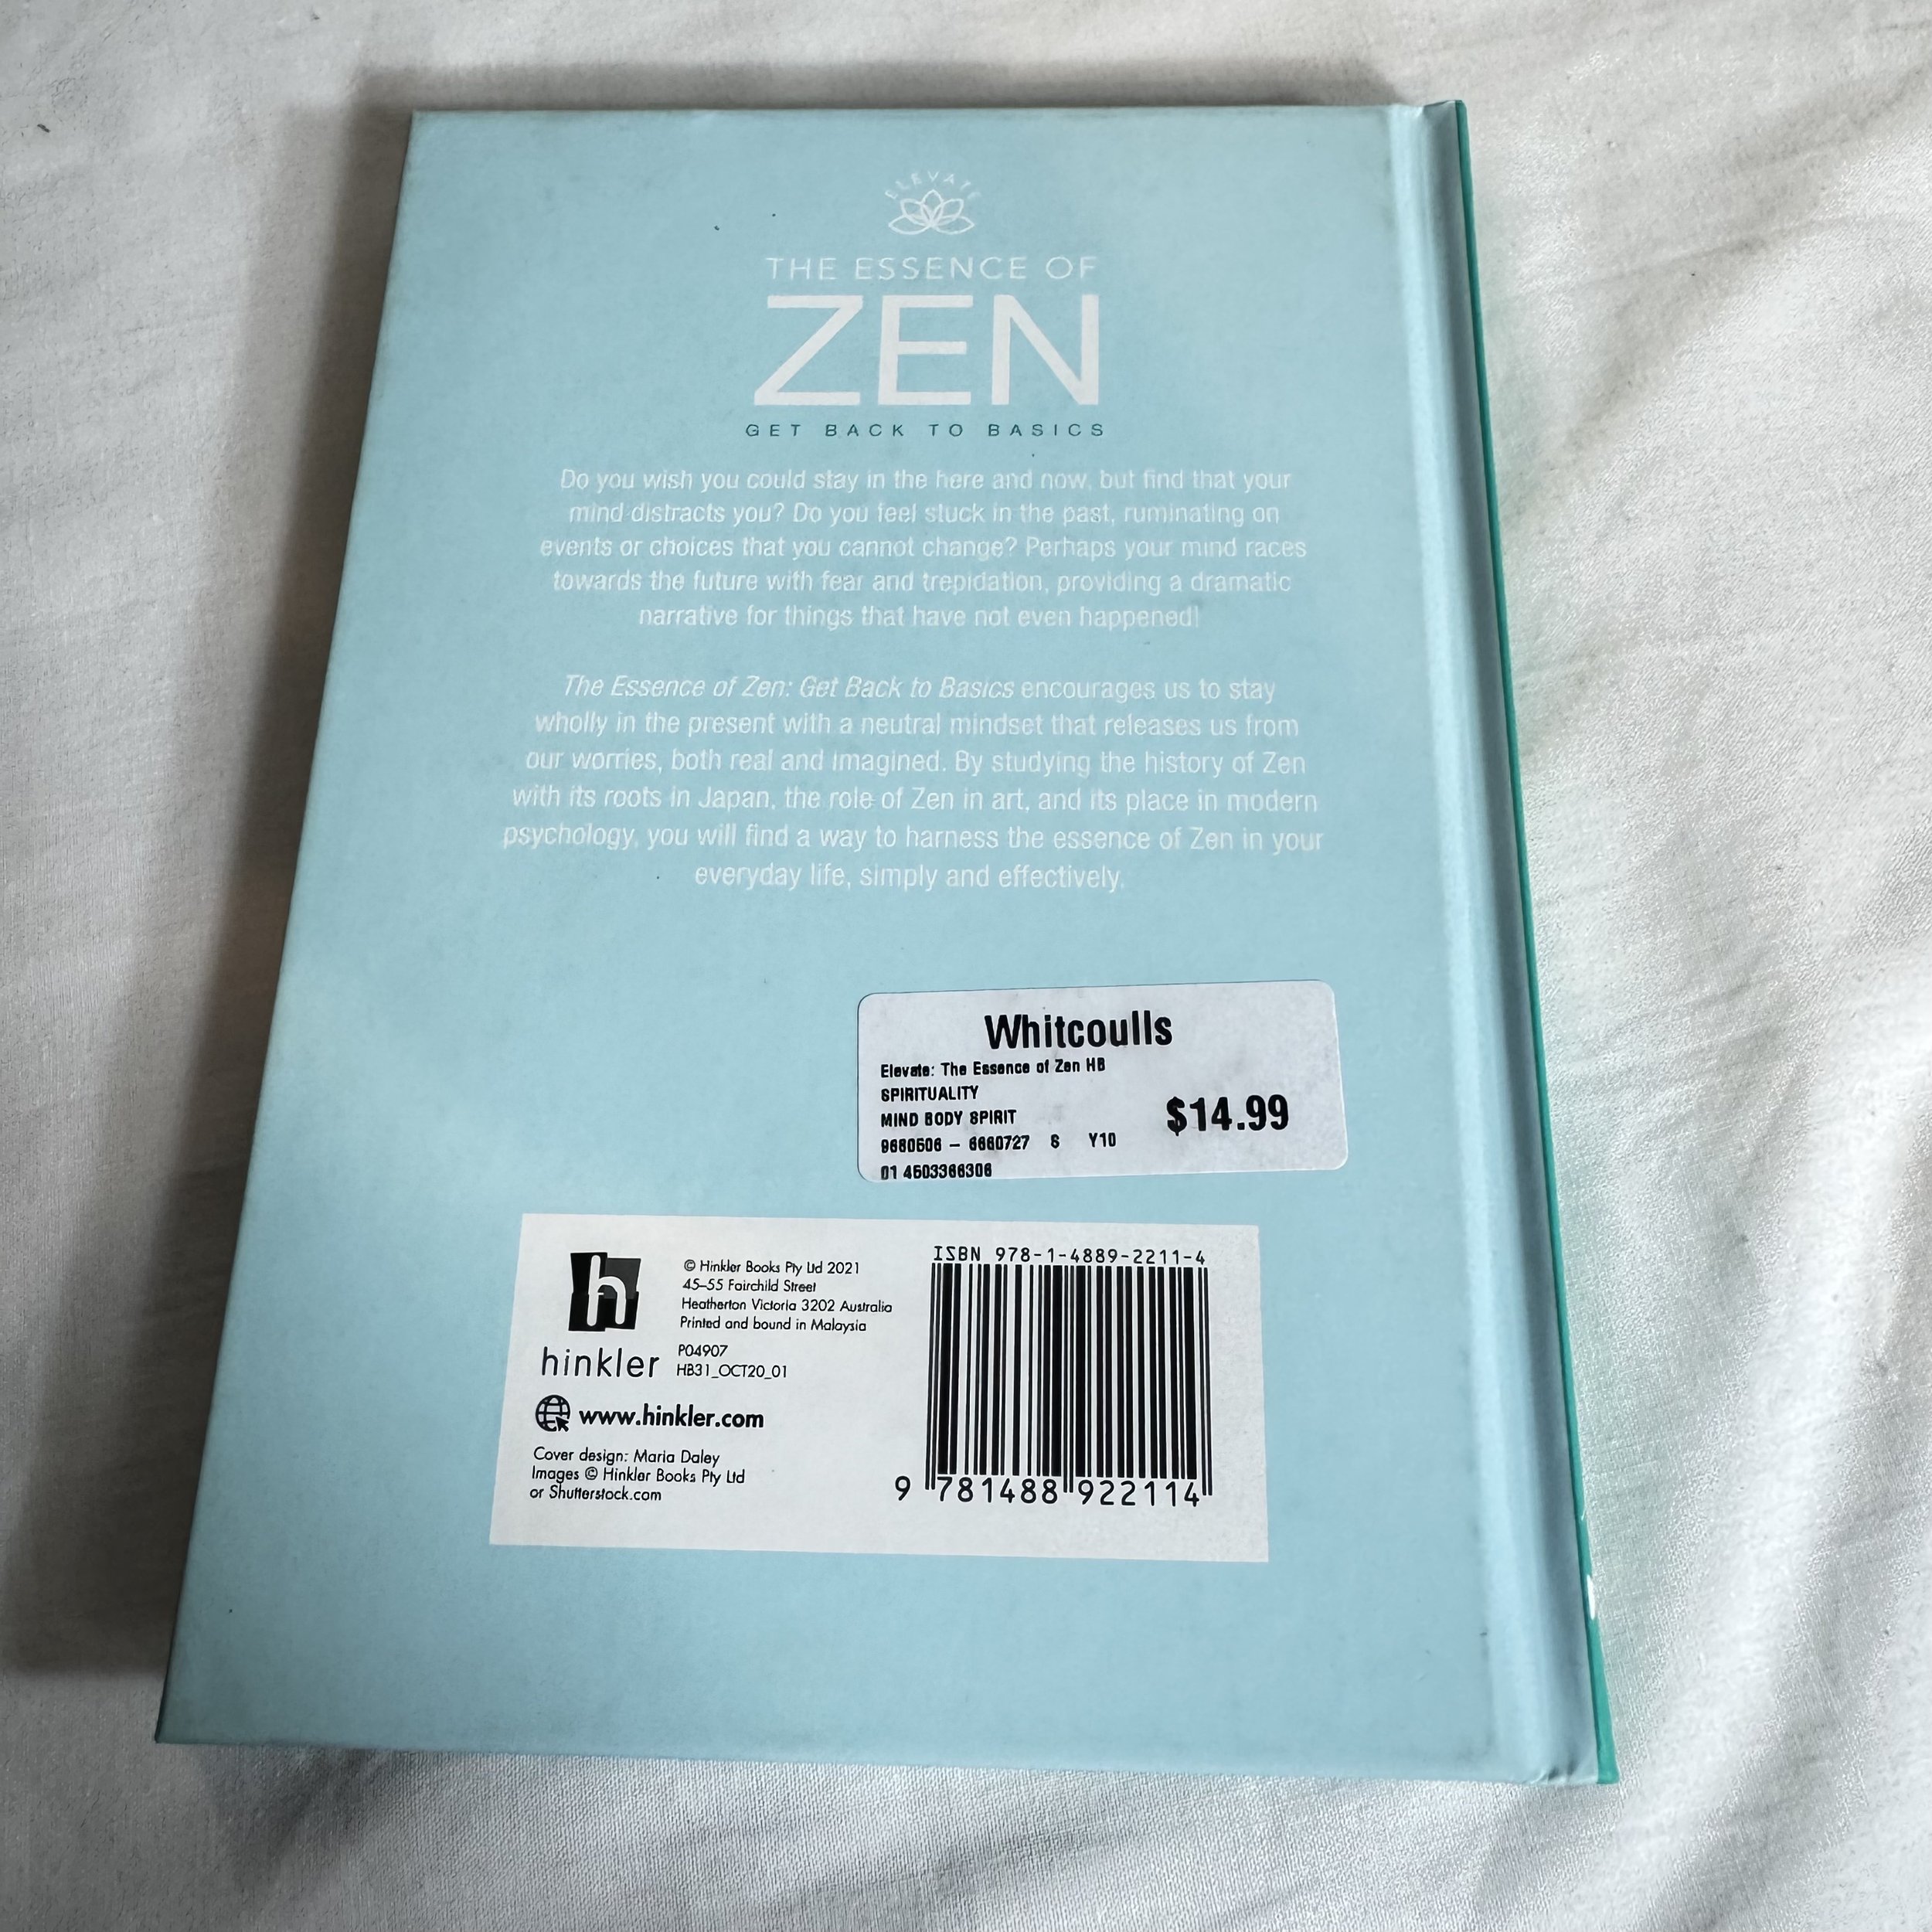 ELEVATE
THE ESSENCE OF
ZEN
GET BACK TO BASICS
Do you wish you could stay in the here and now, but find that your
mind distracts you? Do you feel stuck in the past, ruminating on
events or choices that you cannot change? Perhaps your mind races
towards the future with fear and trepidation, providing a dramatic
narrative for things that have not even happened!
The Essence of Zen: Get Back to Basics encourages us to stay
wholly in the present with a neutral mindset that releases us from
our worries, both real and imagined. By studying the history of Zen
with its roots in Japan, the role of Zen in art, and its place in modern
psychology, you will find a way to harness the essence of Zen in your
everyday life, simply and effectively.
Whitcoulls
Elevate: The Essence of Zen HB
SPIRITUALITY
MIND BODY SPIRIT
$14.99
9680506 – 6660727 S Y10
01 4503366306
h
hinkler
© Hinkler Books Pty Ltd 2021
45–55 Fairchild Street
Heatherton Victoria 3202 Australia
Printed and bound in Malaysia
P04907
HB31_OCT20_01
www.hinkler.com
Cover design: Maria Daley
Images © Hinkler Books Pty Ltd
or Shutterstock.com
ISBN 978-1-4889-2211-4
9 781488 922114